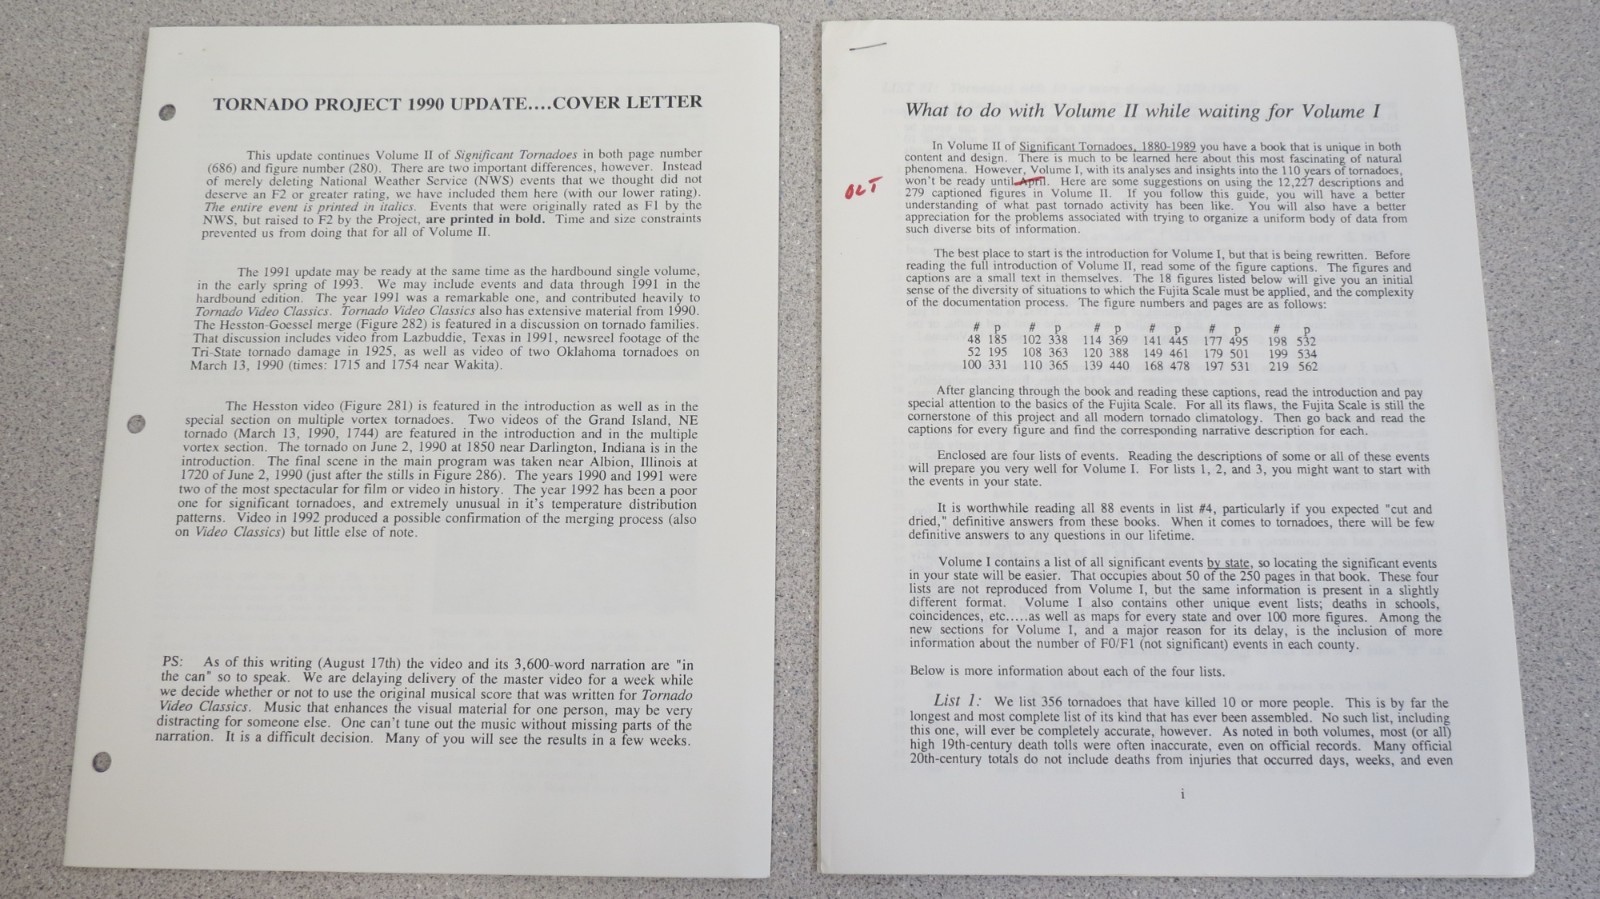 TORNADO PROJECT 1990 UPDATE....COVER LETTER
This update continues Volume II of Significant Tornadoes in both page number
(686) and figure number (280). There are two important differences, however. Instead
of merely deleting National Weather Service (NWS) events that we thought did not
deserve an F2 or greater rating, we have included them here (with our lower rating).
The entire event is printed in italics. Events that were originally rated as F1 by the
NWS, but raised to F2 by the Project, are printed in bold. Time and size constraints
prevented us from doing that for all of Volume II.
The 1991 update may be ready at the same time as the hardbound single volume,
in the early spring of 1993. We may include events and data through 1991 in the
hardbound edition. The year 1991 was a remarkable one, and contributed heavily to
Tornado Video Classics. Tornado Video Classics also has extensive material from 1990.
The Hesston-Goessel merge (Figure 282) is featured in a discussion on tornado families.
That discussion includes video from Lazbuddie, Texas in 1991, newsreel footage of the
Tri-State tornado damage in 1925, as well as video of two Oklahoma tornadoes on
March 13, 1990 (times: 1715 and 1754 near Wakita).
The Hesston video (Figure 281) is featured in the introduction as well as in the
special section on multiple vortex tornadoes. Two videos of the Grand Island, NE
tornado (March 13, 1990, 1744) are featured in the introduction and in the multiple
vortex section. The tornado on June 2, 1990 at 1850 near Darlington, Indiana is in the
introduction. The final scene in the main program was taken near Albion, Illinois at
1720 of June 2, 1990 (just after the stills in Figure 286). The years 1990 and 1991 were
two of the most spectacular for film or video in history. The year 1992 has been a poor
one for significant tornadoes, and extremely unusual in it's temperature distribution
patterns. Video in 1992 produced a possible confirmation of the merging process (also
on Video Classics) but little else of note.
PS: As of this writing (August 17th) the video and its 3,600-word narration are "in
the can" so to speak. We are delaying delivery of the master video for a week while
we decide whether or not to use the original musical score that was written for Tornado
Video Classics. Music that enhances the visual material for one person, may be very
distracting for someone else. One can't tune out the music without missing parts of the
narration. It is a difficult decision. Many of you will see the results in a few weeks.
What to do with Volume II while waiting for Volume I
In Volume II of Significant Tornadoes, 1880-1989 you have a book that is unique in both
content and design. There is much to be learned here about this most fascinating of natural
phenomena. However, Volume I, with its analyses and insights into the 110 years of tornadoes,
OCT
won't be ready until April. Here are some suggestions on using the 12,227 descriptions and
279 captioned figures in Volume II. If you follow this guide, you will have a better
understanding of what past tornado activity has been like. You will also have a better
appreciation for the problems associated with trying to organize a uniform body of data from
such diverse bits of information.
The best place to start is the introduction for Volume I, but that is being rewritten. Before
reading the full introduction of Volume II, read some of the figure captions. The figures and
captions are a small text in themselves. The 18 figures listed below will give you an initial
sense of the diversity of situations to which the Fujita Scale must be applied, and the complexity
of the documentation process. The figure numbers and pages are as follows:
# p # p # p # p # p # p
48 185 102 338 114 369 141 445 177 495 198 532
52 195 108 363 120 388 149 461 179 501 199 534
100 331 110 365 139 440 168 478 197 531 219 562
After glancing through the book and reading these captions, read the introduction and pay
special attention to the basics of the Fujita Scale. For all its flaws, the Fujita Scale is still the
cornerstone of this project and all modern tornado climatology. Then go back and read the
captions for every figure and find the corresponding narrative description for each.
Enclosed are four lists of events. Reading the descriptions of some or all of these events
will prepare you very well for Volume I. For lists 1, 2, and 3, you might want to start with
the events in your state.
It is worthwhile reading all 88 events in list #4, particularly if you expected "cut and
dried," definitive answers from these books. When it comes to tornadoes, there will be few
definitive answers to any questions in our lifetime.
Volume I contains a list of all significant events by state, so locating the significant events
in your state will be easier. That occupies about 50 of the 250 pages in that book. These four
lists are not reproduced from Volume I, but the same information is present in a slightly
different format. Volume I also contains other unique event lists; deaths in schools,
coincidences, etc.....as well as maps for every state and over 100 more figures. Among the
new sections for Volume I, and a major reason for its delay, is the inclusion of more
information about the number of F0/F1 (not significant) events in each county.
Below is more information about each of the four lists.
List 1: We list 356 tornadoes that have killed 10 or more people. This is by far the
longest and most complete list of its kind that has ever been assembled. No such list, including
this one, will ever be completely accurate, however. As noted in both volumes, most (or all)
high 19th-century death tolls were often inaccurate, even on official records. Many official
20th-century totals do not include deaths from injuries that occurred days, weeks, and even
i